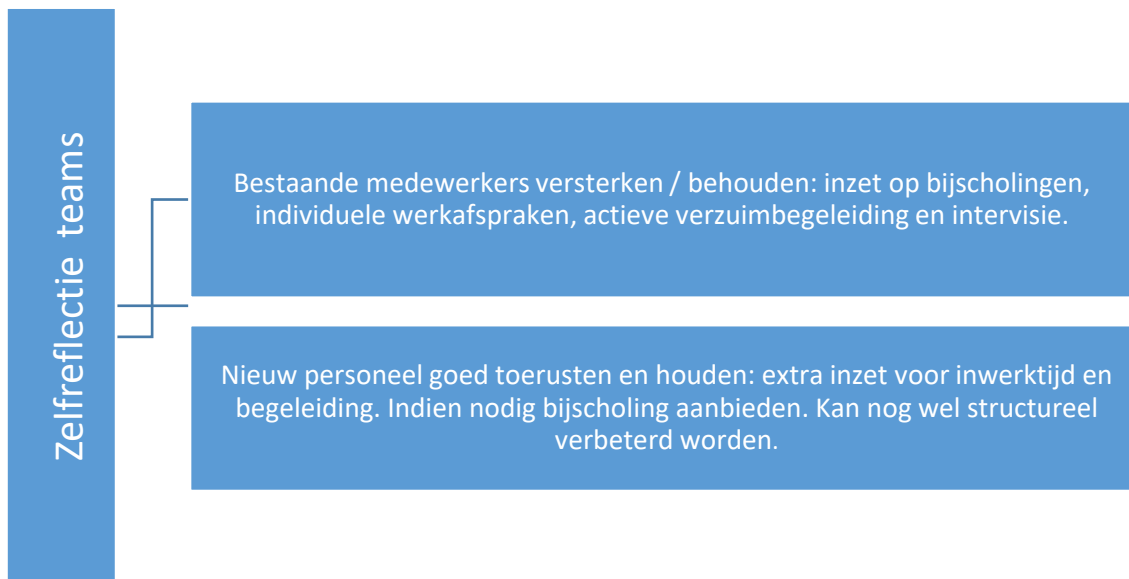 Zelfreflectie teams
Bestaande medewerkers versterken / behouden: inzet op bijscholingen,
individuele werkafspraken, actieve verzuimbegeleiding en intervisie.
Nieuw personeel goed toerusten en houden: extra inzet voor inwerktijd en
begeleiding. Indien nodig bijscholing aanbieden. Kan nog wel structureel
verbeterd worden.